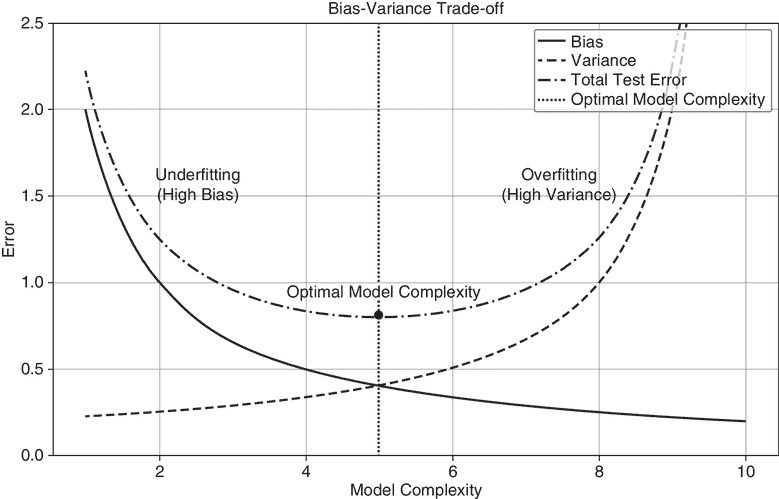 Bias-Variance Trade-off
2.5
Bias
Variance
Total Test Error
Optimal Model Complexity
2.0
Underfitting
(High Bias)
Overfitting
(High Variance)
1.5
Error
1.0
Optimal Model Complexity
0.5
0.0
2
4
6
8
10
Model Complexity